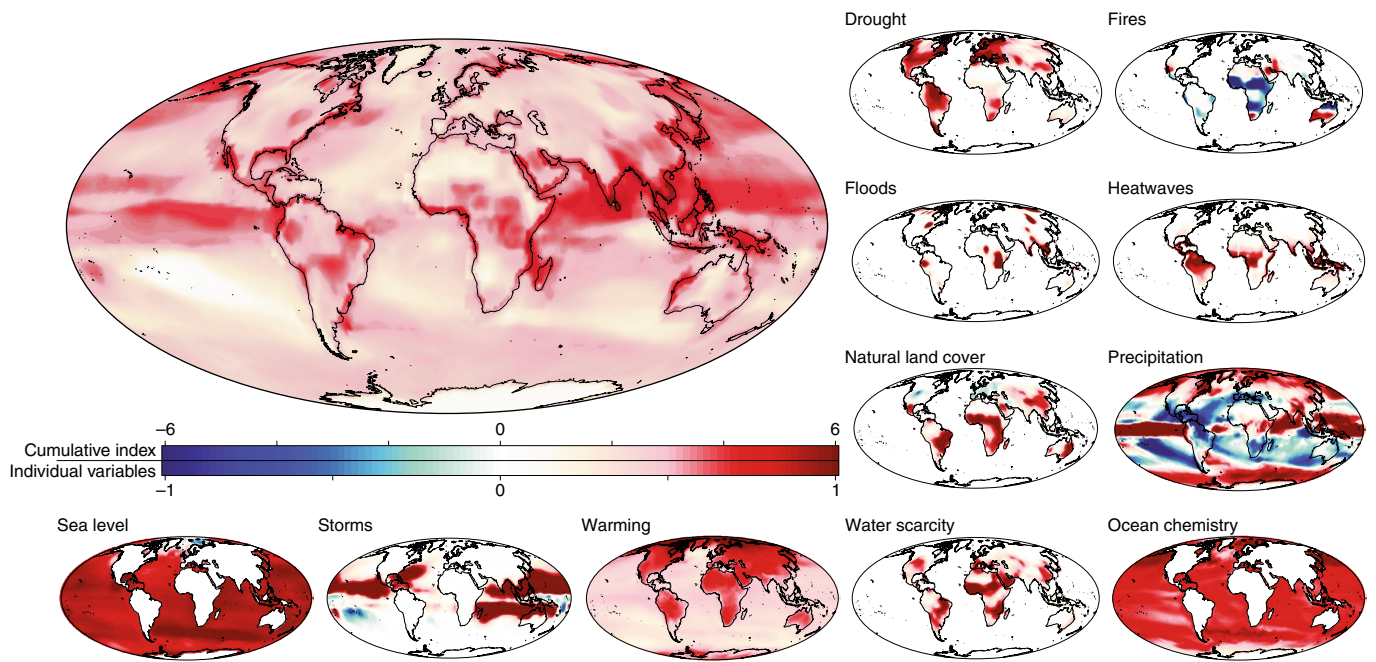 Drought
Fires
Floods
Heatwaves
Natural land cover
Precipitation
−6
0
6
Cumulative index
Individual variables
−1
0
1
Sea level
Storms
Warming
Water scarcity
Ocean chemistry